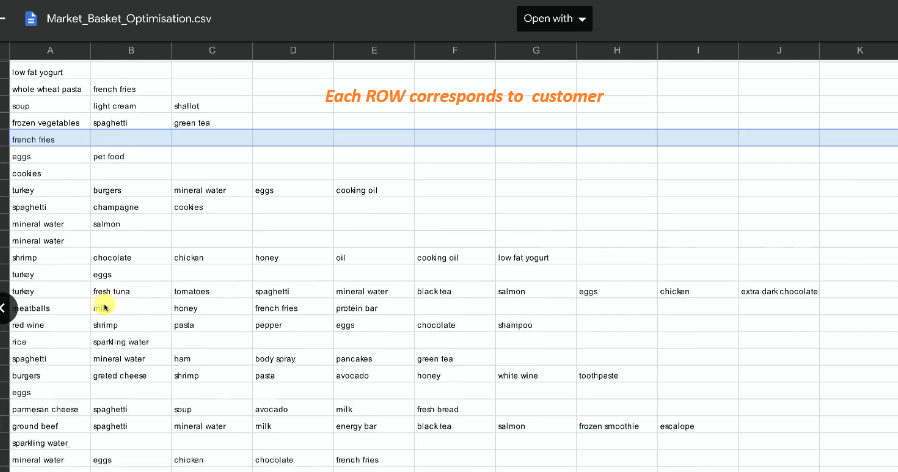 Market_Basket_Optimisation.csv Open with
A B C D E F G H I J K
low fat yogurt
whole wheat pasta french fries
Each ROW corresponds to customer
soup light cream shallot
frozen vegetables spaghetti green tea
french fries
eggs pet food
cookies
turkey burgers mineral water eggs cooking oil
spaghetti champagne cookies
mineral water salmon
mineral water
shrimp chocolate chicken honey oil cooking oil low fat yogurt
turkey eggs
turkey fresh tuna tomatoes spaghetti mineral water black tea salmon eggs chicken extra dark chocolate
meatballs milk honey french fries protein bar
red wine shrimp pasta pepper eggs chocolate shampoo
rice sparkling water
spaghetti mineral water ham body spray pancakes green tea
burgers grated cheese shrimp pasta avocado honey white wine toothpaste
eggs
parmesan cheese spaghetti soup avocado milk fresh bread
ground beef spaghetti mineral water milk energy bar black tea salmon frozen smoothie escalope
sparkling water
mineral water eggs chicken chocolate french fries